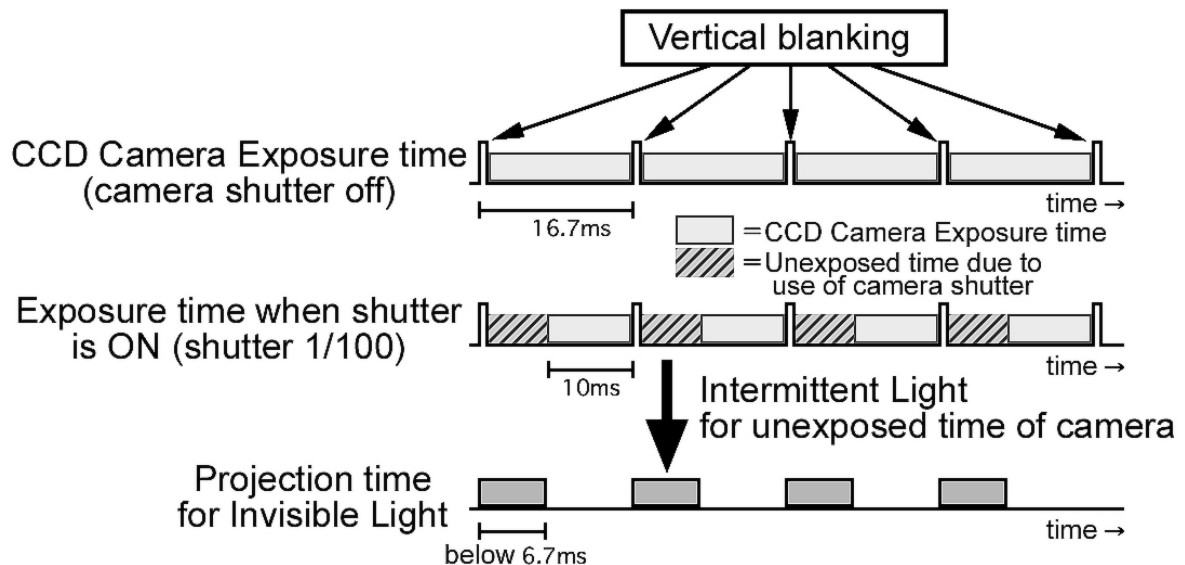 Vertical blanking
CCD Camera Exposure time
(camera shutter off)
time →
16.7ms
=CCD Camera Exposure time
=Unexposed time due to
use of camera shutter
Exposure time when shutter
is ON (shutter 1/100)
time →
10ms
Intermittent Light
for unexposed time of camera
Projection time
for Invisible Light
time →
below 6.7ms